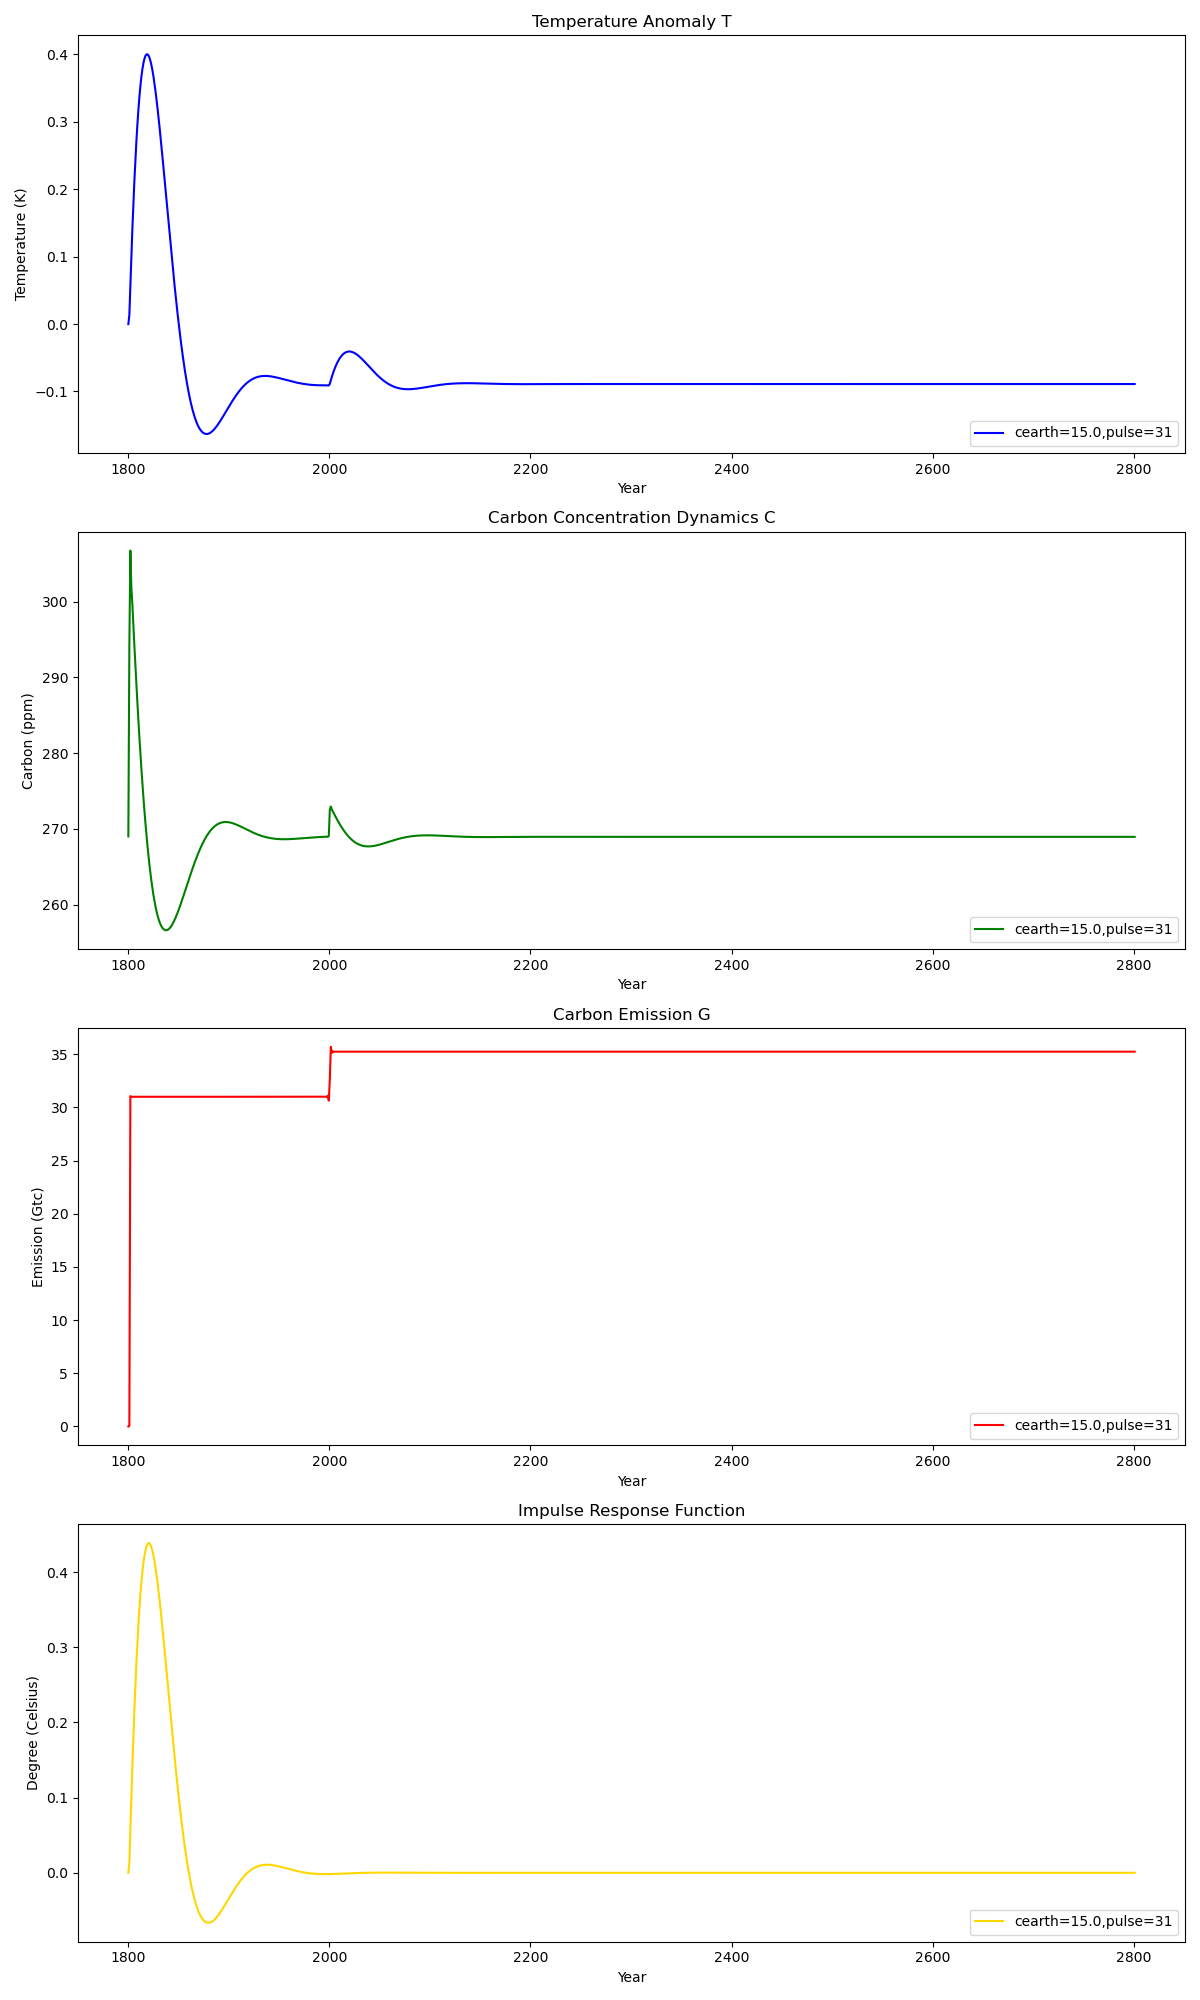 Temperature Anomaly T
0.4
0.3
0.2
0.1
0.0
−0.1
Temperature (K)
cearth=15.0,pulse=31
1800 2000 2200 2400 2600 2800
Year
Carbon Concentration Dynamics C
300
290
280
270
260
Carbon (ppm)
cearth=15.0,pulse=31
1800 2000 2200 2400 2600 2800
Year
Carbon Emission G
35
30
25
20
15
10
5
0
Emission (Gtc)
cearth=15.0,pulse=31
1800 2000 2200 2400 2600 2800
Year
Impulse Response Function
0.4
0.3
0.2
0.1
0.0
Degree (Celsius)
cearth=15.0,pulse=31
1800 2000 2200 2400 2600 2800
Year